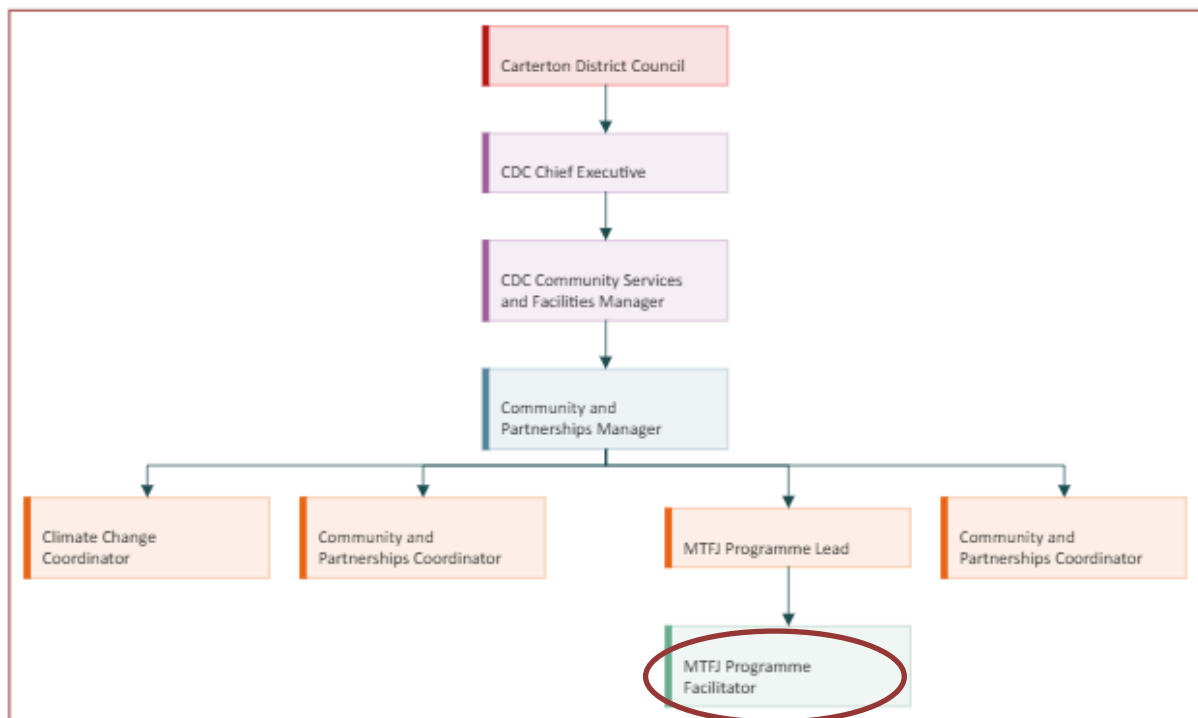 Carterton District Council
CDC Chief Executive
CDC Community Services
and Facilities Manager
Community and
Partnerships Manager
Climate Change
Coordinator
Community and
Partnerships Coordinator
MTFJ Programme Lead
Community and
Partnerships Coordinator
MTFJ Programme
Facilitator